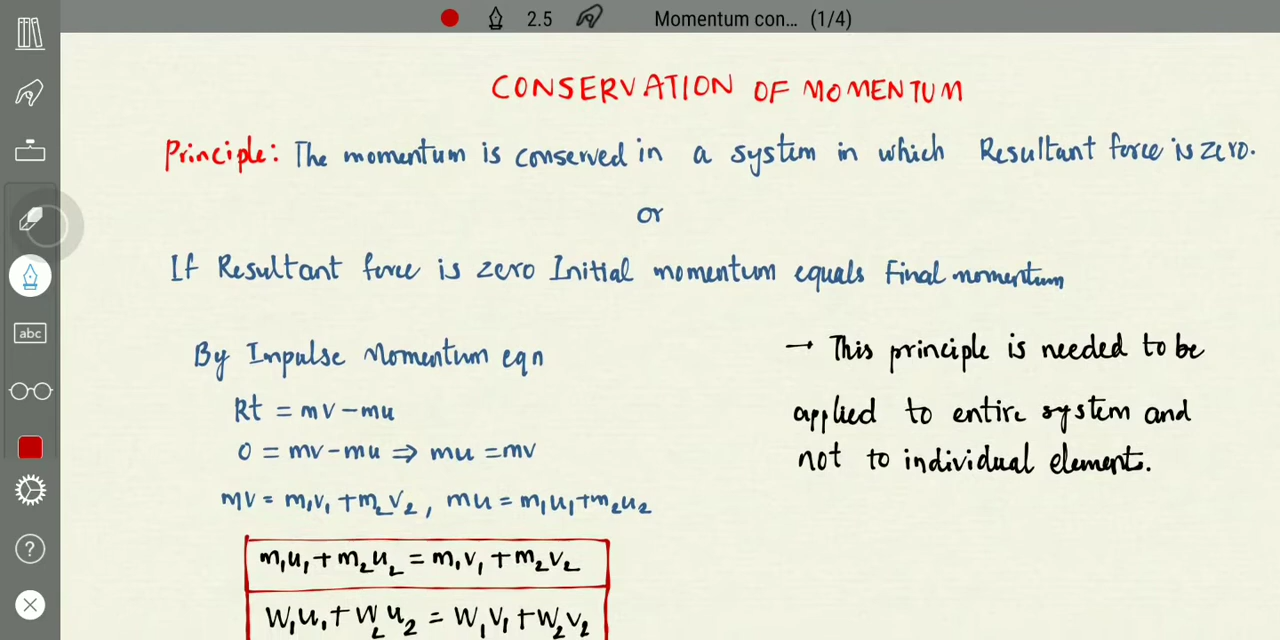 2.5 Momentum con... (1/4)
CONSERVATION OF MOMENTUM
Principle: The momentum is conserved in a system in which Resultant force is zero.
or
If Resultant force is zero Initial momentum equals Final momentum
By Impulse Momentum eqn
Rt = mv - mu
0 = mv - mu ⇒ mu = mv
mv = m₁v₁ + m₂v₂, mu = m₁u₁ + m₂u₂
m₁u₁ + m₂u₂ = m₁v₁ + m₂v₂
W₁u₁ + W₂u₂ = W₁v₁ + W₂v₂
→ This principle is needed to be
applied to entire system and
not to individual elements.
abc
?